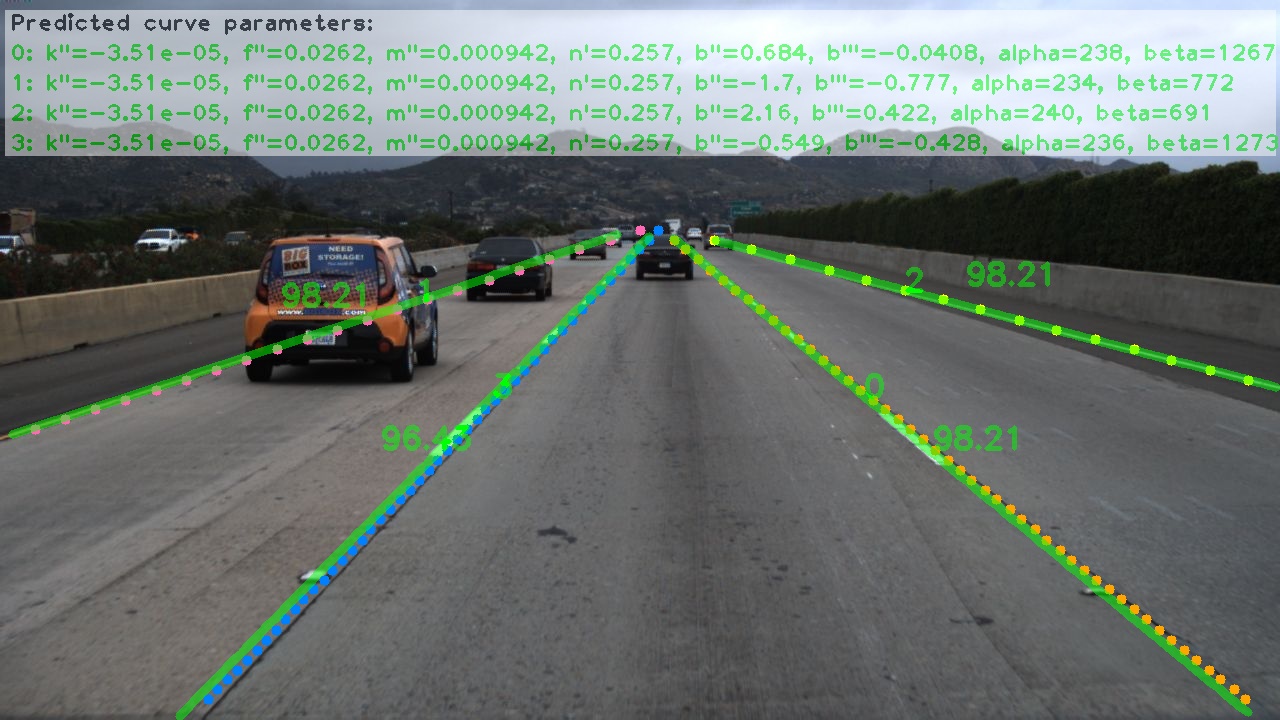 Predicted curve parameters:
0: k''=-3.51e-05, f''=0.0262, m''=0.000942, n'=0.257, b''=0.684, b'''=-0.0408, alpha=238, beta=1267
1: k''=-3.51e-05, f''=0.0262, m''=0.000942, n'=0.257, b''=-1.7, b'''=-0.777, alpha=234, beta=772
2: k''=-3.51e-05, f''=0.0262, m''=0.000942, n'=0.257, b''=2.16, b'''=0.422, alpha=240, beta=691
3: k''=-3.51e-05, f''=0.0262, m''=0.000942, n'=0.257, b''=-0.549, b'''=-0.428, alpha=236, beta=1273
NEED
STORAGE!
BIG
BOX
98.21
1
2
98.21
3
0
96.43
98.21